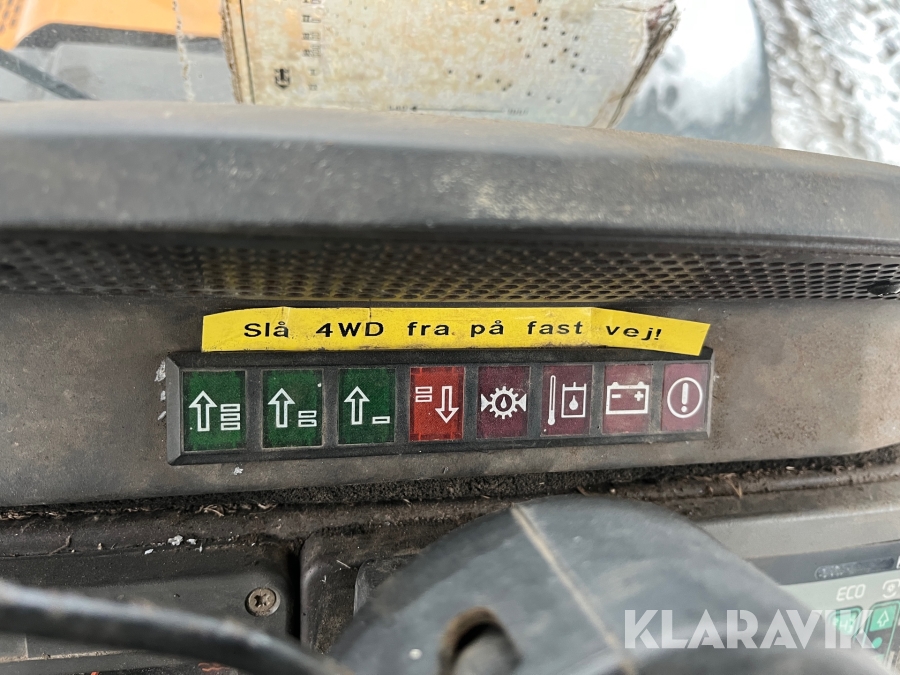 Slå 4WD fra på fast vej!
ECO
KLARAVIK